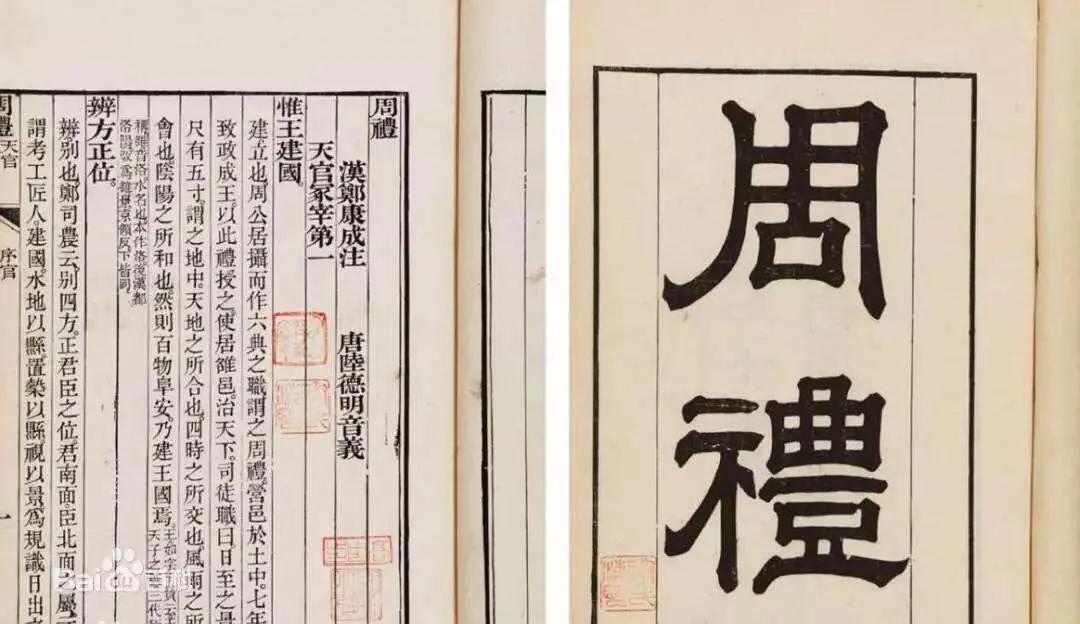 周禮
漢鄭康成注 唐陸德明音義
天官冢宰第一
惟王建國。
建立也。周公居攝而作六典之職。謂之周禮。營邑於土中。七年
致政成王。以此禮授之。使居雒邑。治天下。司徒職曰。日至之景
尺有五寸。謂之地中。天地之所合也。四時之所交也。風雨之所
會也。陰陽之所和也。然則百物阜安。乃建王國焉。
辨方正位。
辨。別也。鄭司農云。別四方。正君臣之位。君南面。臣北面之屬。
謂考工。匠人。建國。水地以縣。置槷以縣。視以景。爲規識日出之
周禮 天官 序官 一
周禮
Bai